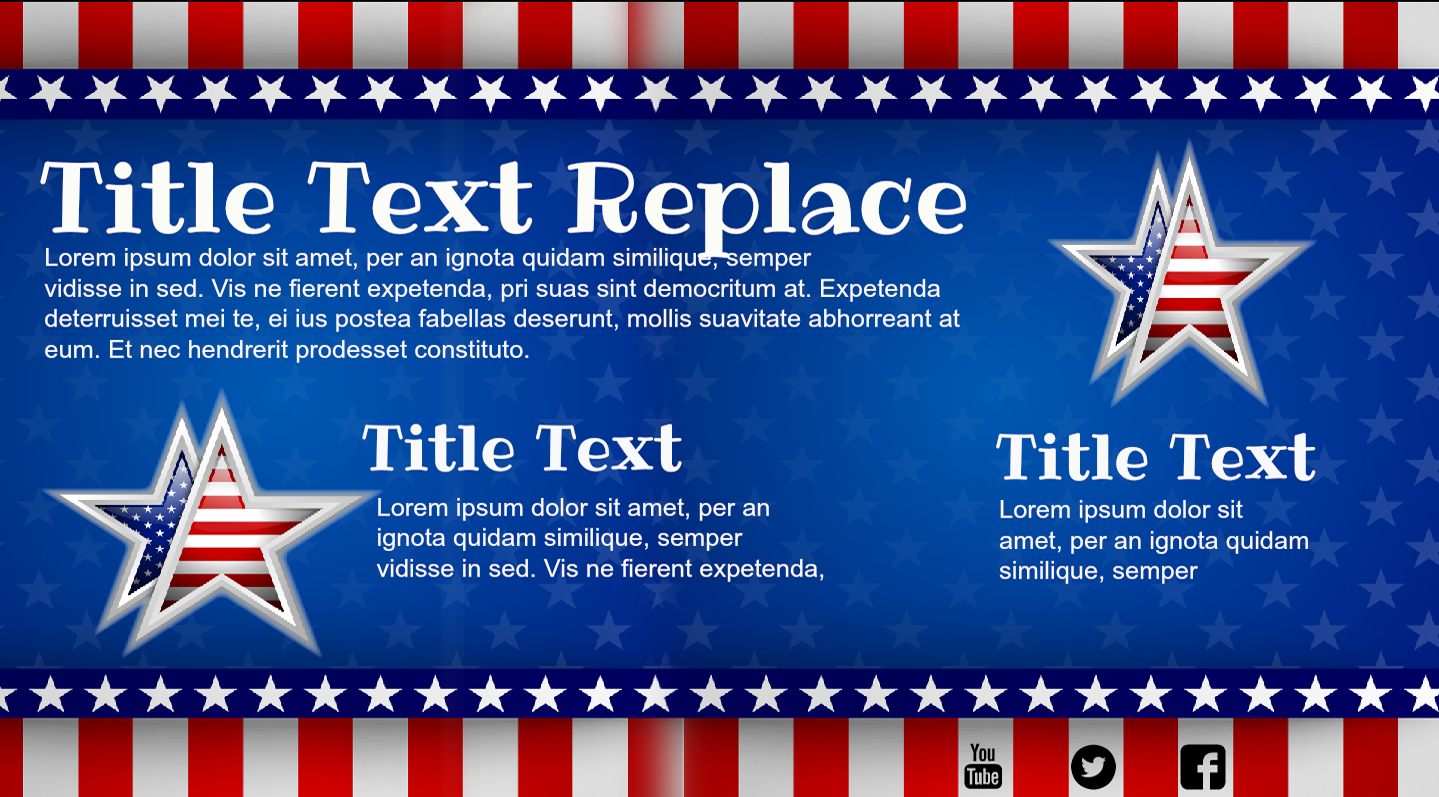 Title Text Replace
Lorem ipsum dolor sit amet, per an ignota quidam similique, semper
vidisse in sed. Vis ne fierent expetenda, pri suas sint democritum at. Expetenda
deterruisset mei te, ei ius postea fabellas deserunt, mollis suavitate abhorreant at
eum. Et nec hendrerit prodesset constituto.
Title Text
Lorem ipsum dolor sit amet, per an
ignota quidam similique, semper
vidisse in sed. Vis ne fierent expetenda,
Title Text
Lorem ipsum dolor sit
amet, per an ignota quidam
similique, semper
You
Tube